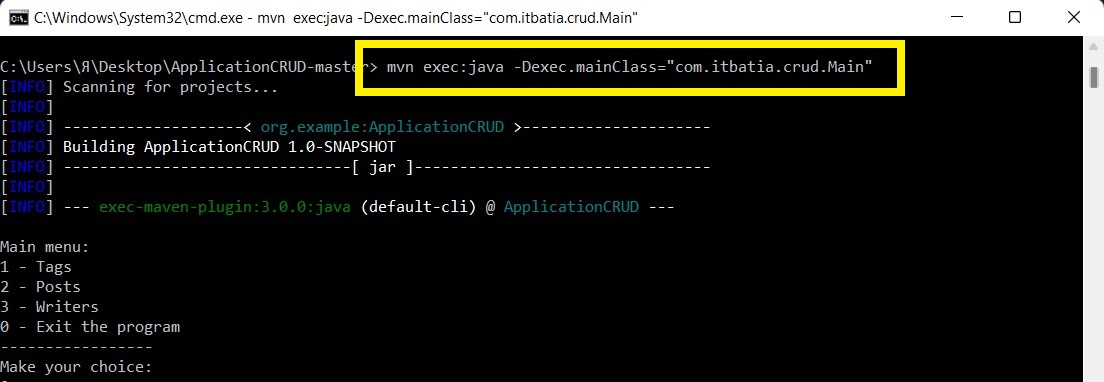 C:\Windows\System32\cmd.exe - mvn  exec:java -Dexec.mainClass="com.itbatia.crud.Main"
C:\Users\Я\Desktop\ApplicationCRUD-master> mvn exec:java -Dexec.mainClass="com.itbatia.crud.Main"
[INFO] Scanning for projects...
[INFO]
[INFO] --------------------< org.example:ApplicationCRUD >---------------------
[INFO] Building ApplicationCRUD 1.0-SNAPSHOT
[INFO] --------------------------------[ jar ]---------------------------------
[INFO]
[INFO] --- exec-maven-plugin:3.0.0:java (default-cli) @ ApplicationCRUD ---
Main menu:
1 - Tags
2 - Posts
3 - Writers
0 - Exit the program
-----------------
Make your choice: